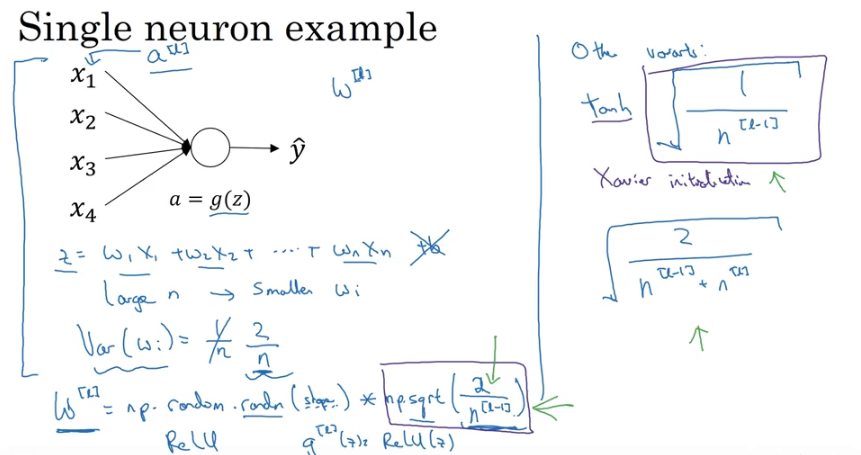 Single neuron example
x₁ a^[l]
x₂
x₃
x₄
ŷ
a = g(z)
w^[l]
z = w₁x₁ + w₂x₂ + ⋯ + wₙxₙ +b
Large n → Smaller wᵢ
Var(wᵢ) = 1/n 2/n
W^[l] = np.random.randn(shape) * np.sqrt(2/n^[l-1])
ReLU g^[l](z) = ReLU(z)
Other variants:
tanh √(1/n^[l-1])
Xavier initialization
√(2/(n^[l-1] + n^[l]))